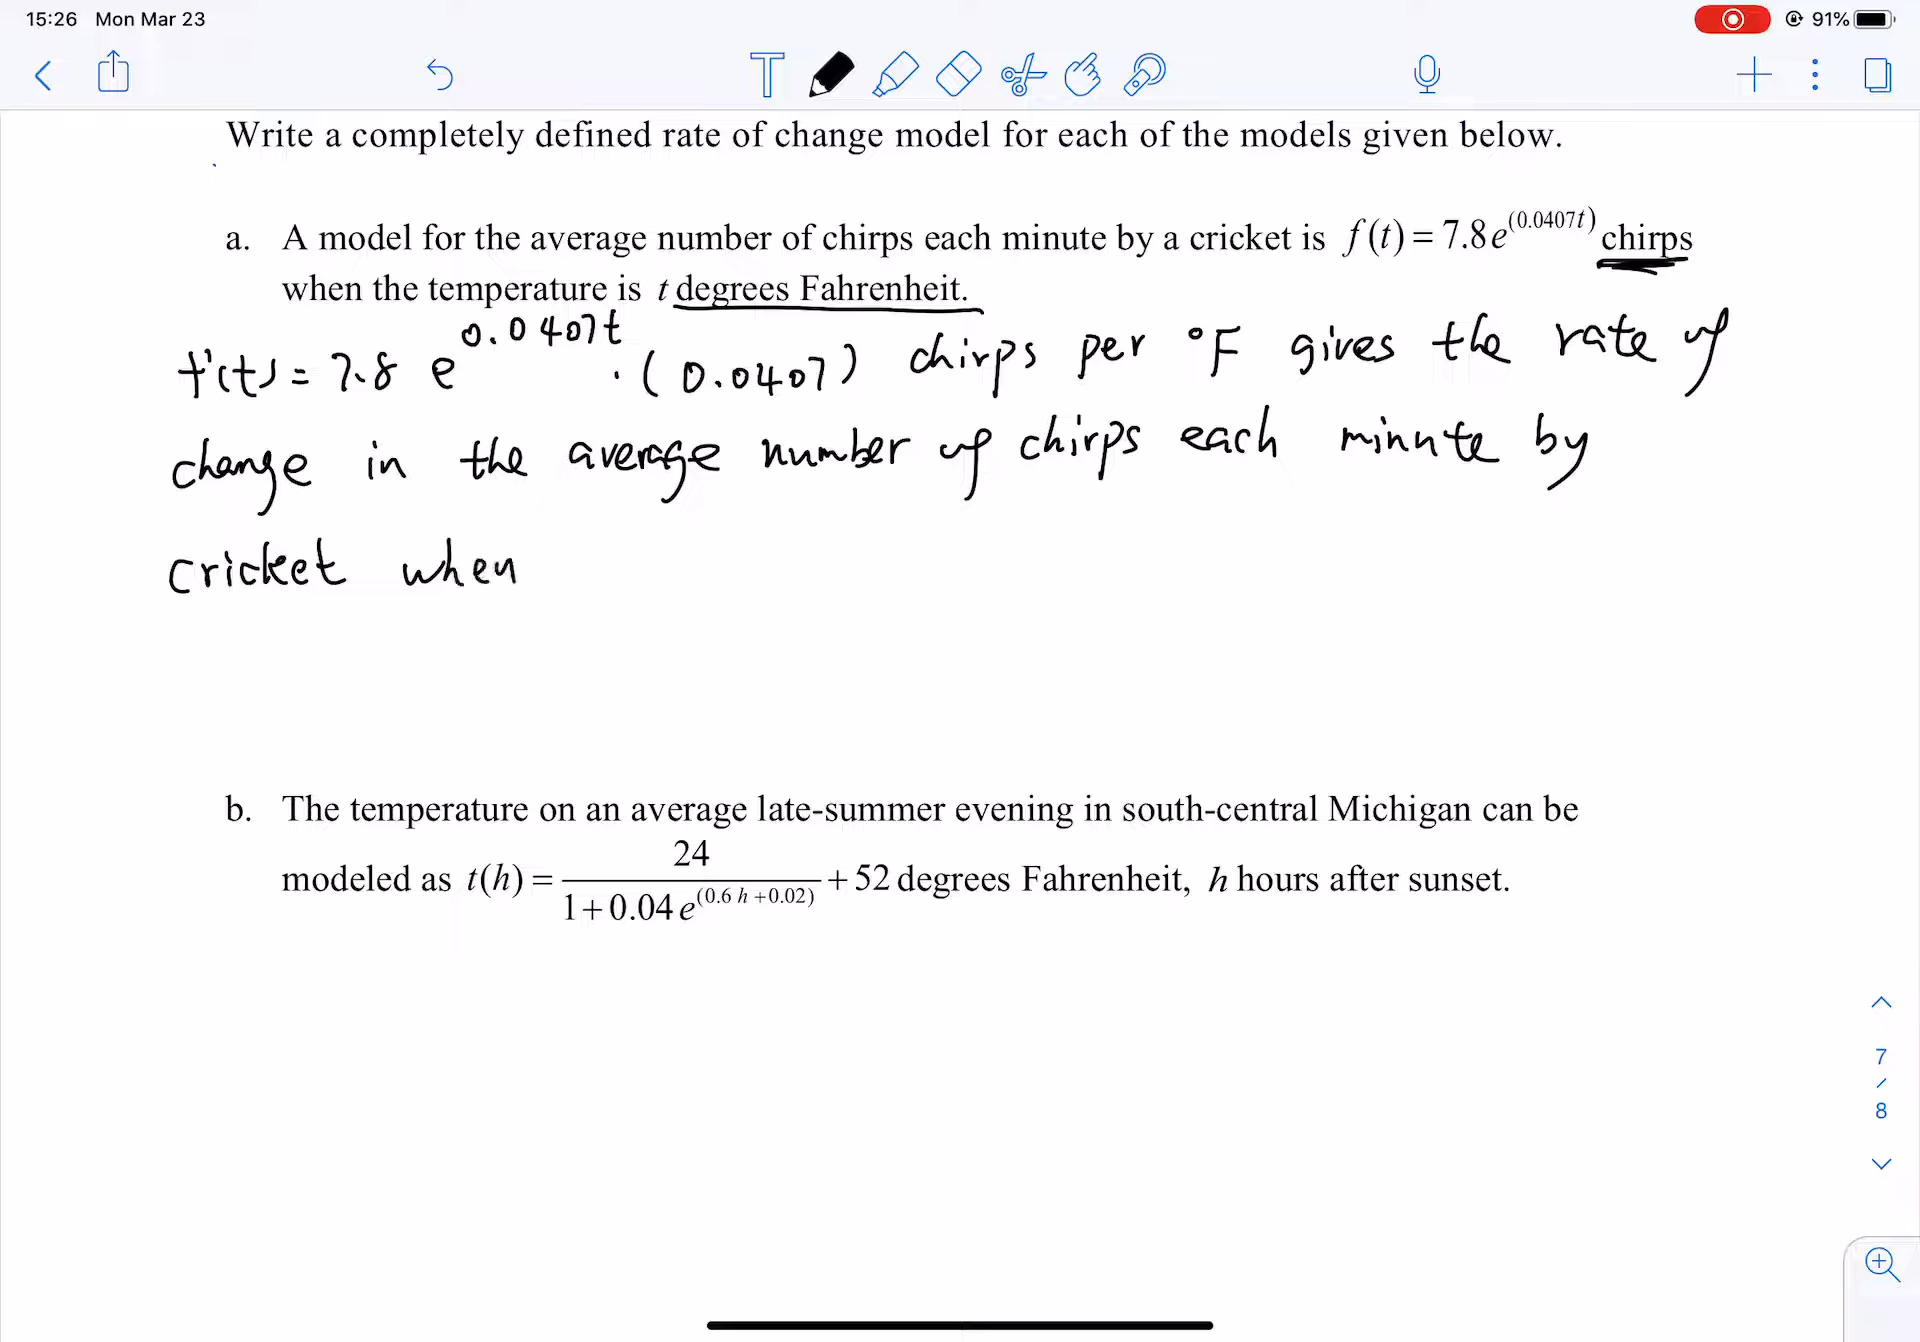 15:26 Mon Mar 23 91%
Write a completely defined rate of change model for each of the models given below.
a. A model for the average number of chirps each minute by a cricket is f(t) = 7.8e^(0.0407t) chirps
when the temperature is t degrees Fahrenheit.
f'(t) = 7.8 e^0.0407t · (0.0407) chirps per °F gives the rate of
change in the average number of chirps each minute by
cricket when
b. The temperature on an average late-summer evening in south-central Michigan can be
modeled as t(h) = 24 / (1+0.04e^(0.6h+0.02)) + 52 degrees Fahrenheit, h hours after sunset.
7
/
8